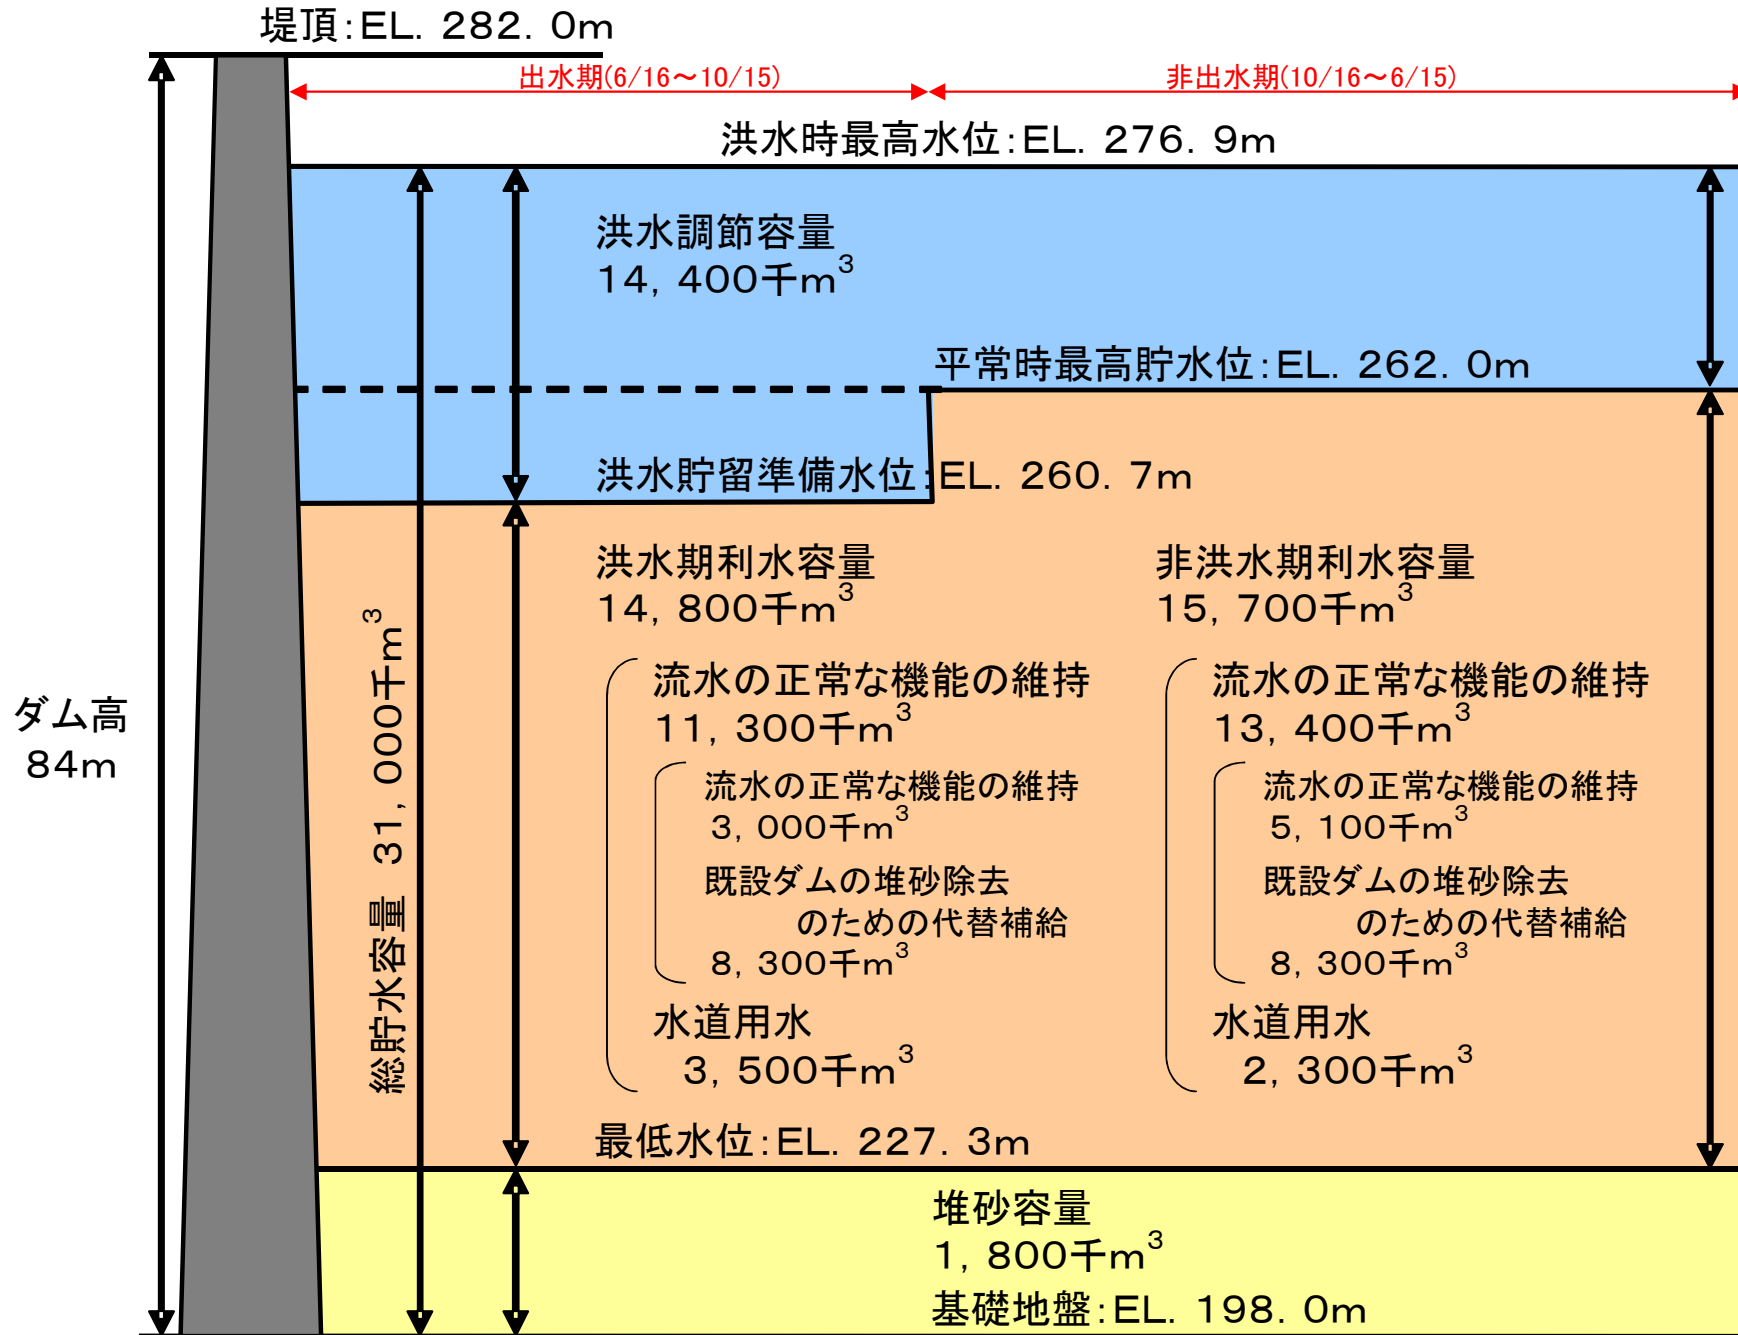 堤頂:EL. 282. 0m
出水期(6/16～10/15)
非出水期(10/16～6/15)
洪水時最高水位:EL. 276. 9m
洪水調節容量
14, 400千m³
平常時最高貯水位:EL. 262. 0m
洪水貯留準備水位:EL. 260. 7m
洪水期利水容量
14, 800千m³
流水の正常な機能の維持
11, 300千m³
流水の正常な機能の維持
3, 000千m³
既設ダムの堆砂除去
のための代替補給
8, 300千m³
水道用水
3, 500千m³
非洪水期利水容量
15, 700千m³
流水の正常な機能の維持
13, 400千m³
流水の正常な機能の維持
5, 100千m³
既設ダムの堆砂除去
のための代替補給
8, 300千m³
水道用水
2, 300千m³
総貯水容量 31, 000千m³
ダム高
84m
最低水位:EL. 227. 3m
堆砂容量
1, 800千m³
基礎地盤:EL. 198. 0m